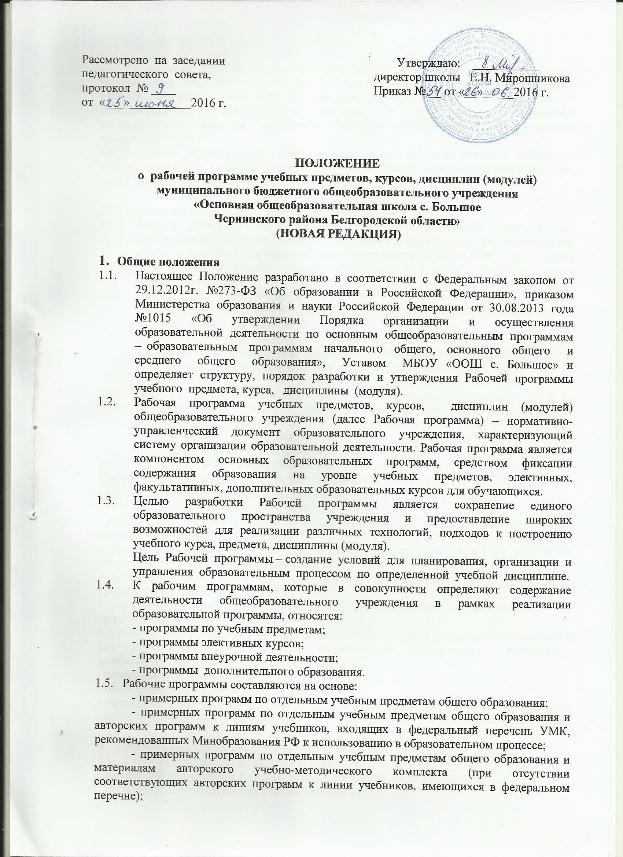 Рассмотрено на заседании
педагогического совета,
протокол № 9
от «25» июня 2016 г.
Утверждаю:
директор школы Е.Н. Мирошникова
Приказ № 54 от «26» 06. 2016 г.
ПОЛОЖЕНИЕ
о рабочей программе учебных предметов, курсов, дисциплин (модулей)
муниципального бюджетного общеобразовательного учреждения
«Основная общеобразовательная школа с. Большое
Чернянского района Белгородской области»
(НОВАЯ РЕДАКЦИЯ)
1. Общие положения
1.1. Настоящее Положение разработано в соответствии с Федеральным законом от
29.12.2012г. №273-ФЗ «Об образовании в Российской Федерации», приказом
Министерства образования и науки Российской Федерации от 30.08.2013 года
№1015 «Об утверждении Порядка организации и осуществления
образовательной деятельности по основным общеобразовательным программам
– образовательным программам начального общего, основного общего и
среднего общего образования», Уставом МБОУ «ООШ с. Большое» и
определяет структуру, порядок разработки и утверждения Рабочей программы
учебного предмета, курса, дисциплины (модуля).
1.2. Рабочая программа учебных предметов, курсов, дисциплин (модулей)
общеобразовательного учреждения (далее Рабочая программа) – нормативно-
управленческий документ образовательного учреждения, характеризующий
систему организации образовательной деятельности. Рабочая программа является
компонентом основных образовательных программ, средством фиксации
содержания образования на уровне учебных предметов, элективных,
факультативных, дополнительных образовательных курсов для обучающихся.
1.3. Целью разработки Рабочей программы является сохранение единого
образовательного пространства учреждения и предоставление широких
возможностей для реализации различных технологий, подходов к построению
учебного курса, предмета, дисциплины (модуля).
Цель Рабочей программы – создание условий для планирования, организации и
управления образовательным процессом по определенной учебной дисциплине.
1.4. К рабочим программам, которые в совокупности определяют содержание
деятельности общеобразовательного учреждения в рамках реализации
образовательной программы, относятся:
- программы по учебным предметам;
- программы элективных курсов;
- программы внеурочной деятельности;
- программы дополнительного образования.
1.5. Рабочие программы составляются на основе:
- примерных программ по отдельным учебным предметам общего образования;
- примерных программ по отдельным учебным предметам общего образования и
авторских программ к линиям учебников, входящих в федеральный перечень УМК,
рекомендованных Минобразования РФ к использованию в образовательном процессе;
- примерных программ по отдельным учебным предметам общего образования и
материалам авторского учебно-методического комплекта (при отсутствии
соответствующих авторских программ к линии учебников, имеющихся в федеральном
перечне);